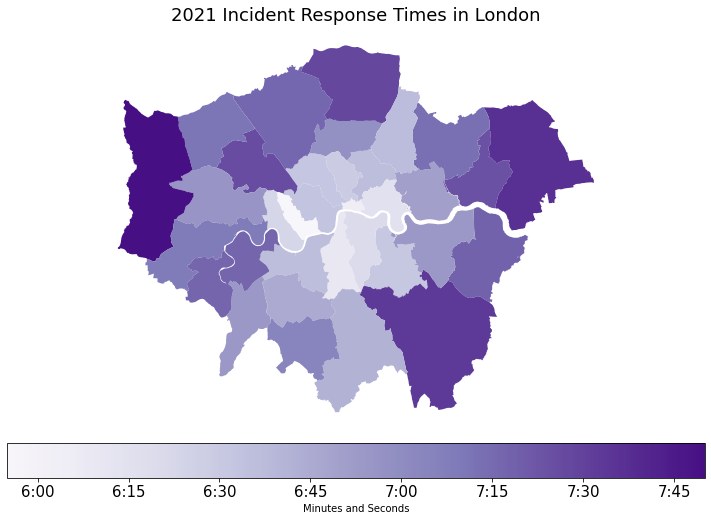 2021 Incident Response Times in London
6:00 6:15 6:30 6:45 7:00 7:15 7:30 7:45
Minutes and Seconds